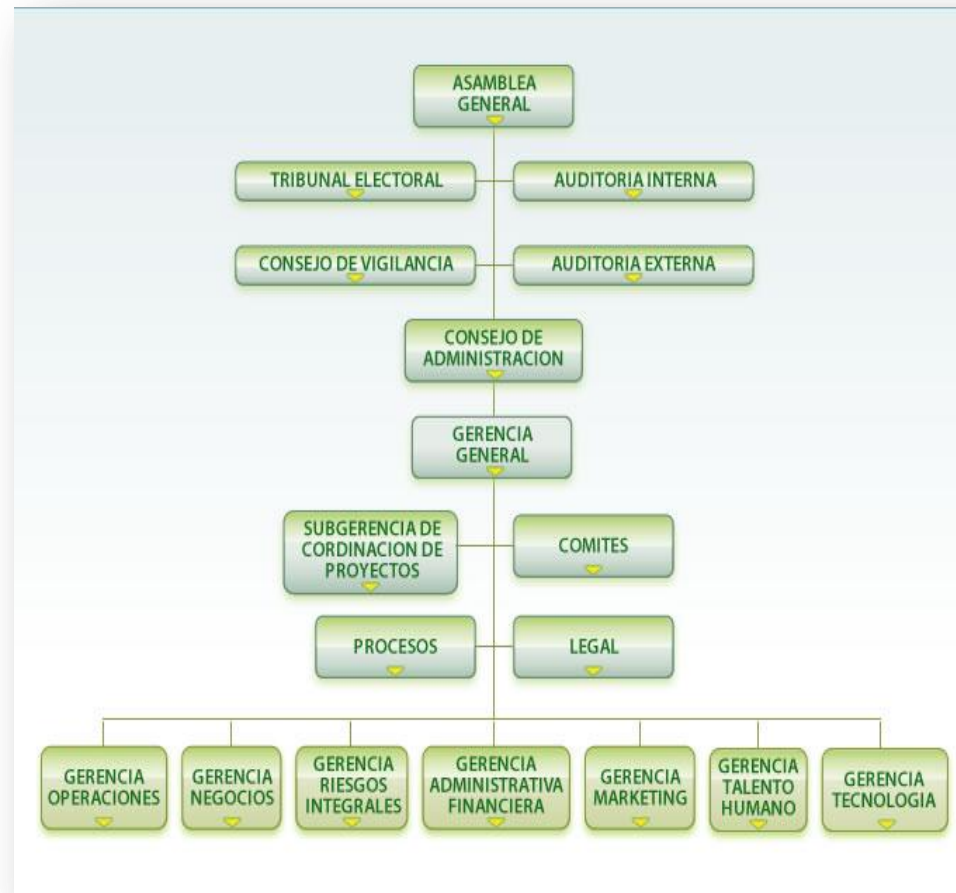 ASAMBLEA
GENERAL
TRIBUNAL ELECTORAL
AUDITORIA INTERNA
CONSEJO DE VIGILANCIA
AUDITORIA EXTERNA
CONSEJO DE
ADMINISTRACION
GERENCIA
GENERAL
SUBGERENCIA DE
CORDINACION DE
PROYECTOS
COMITES
PROCESOS
LEGAL
GERENCIA
OPERACIONES
GERENCIA
NEGOCIOS
GERENCIA
RIESGOS
INTEGRALES
GERENCIA
ADMINISTRATIVA
FINANCIERA
GERENCIA
MARKETING
GERENCIA
TALENTO
HUMANO
GERENCIA
TECNOLOGIA